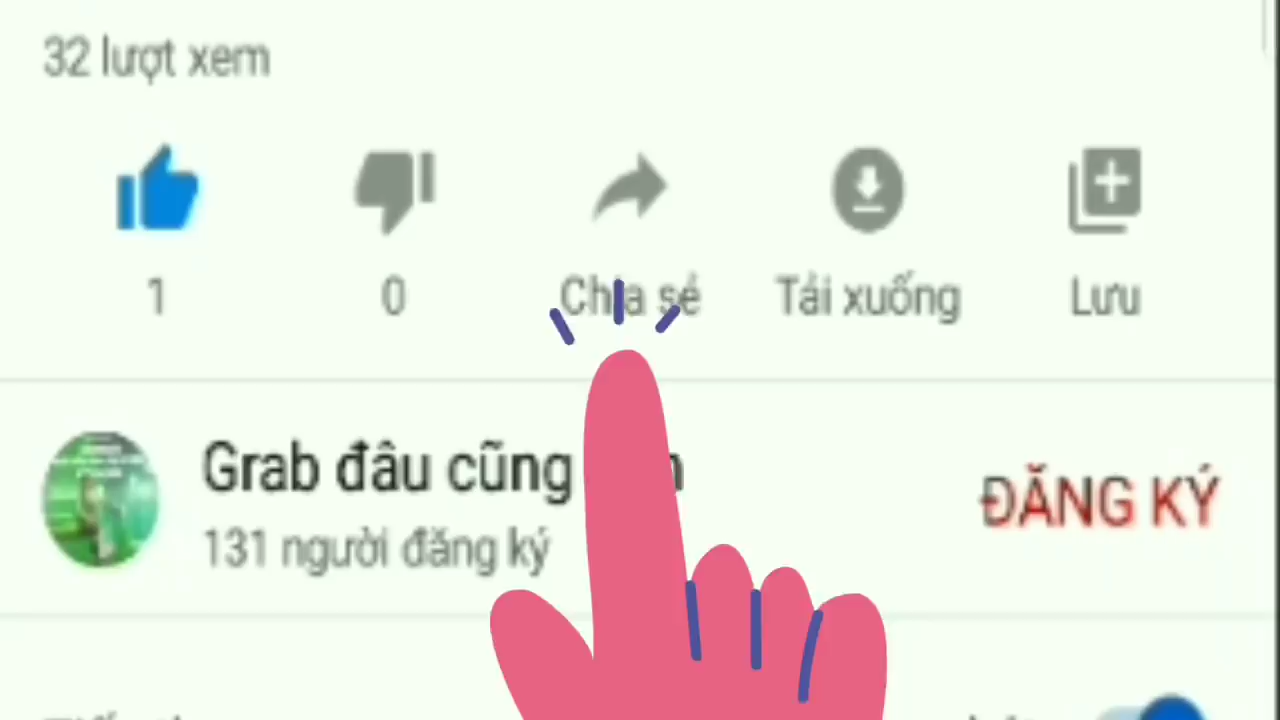 32 lượt xem
1 0 Chia sẻ Tải xuống Lưu
Grab đâu cũng
131 người đăng ký
ĐĂNG KÝ